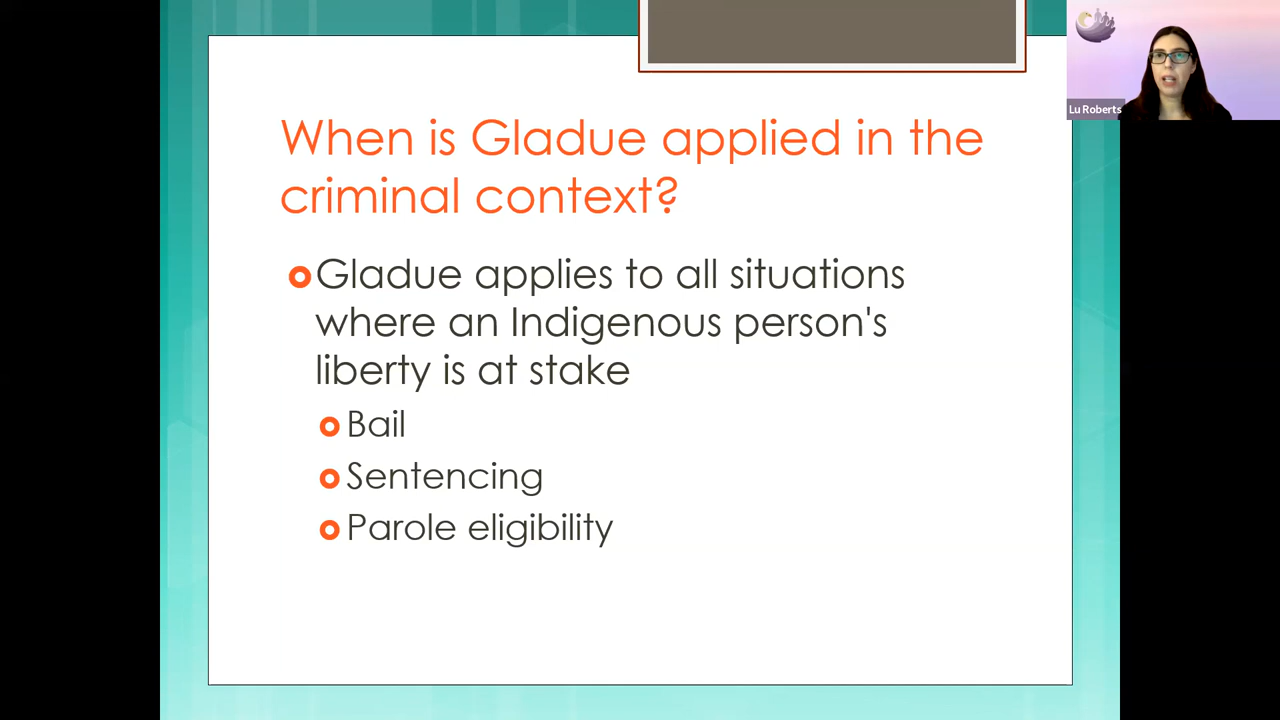 When is Gladue applied in the
criminal context?
Gladue applies to all situations
where an Indigenous person's
liberty is at stake
Bail
Sentencing
Parole eligibility
Lu Roberts